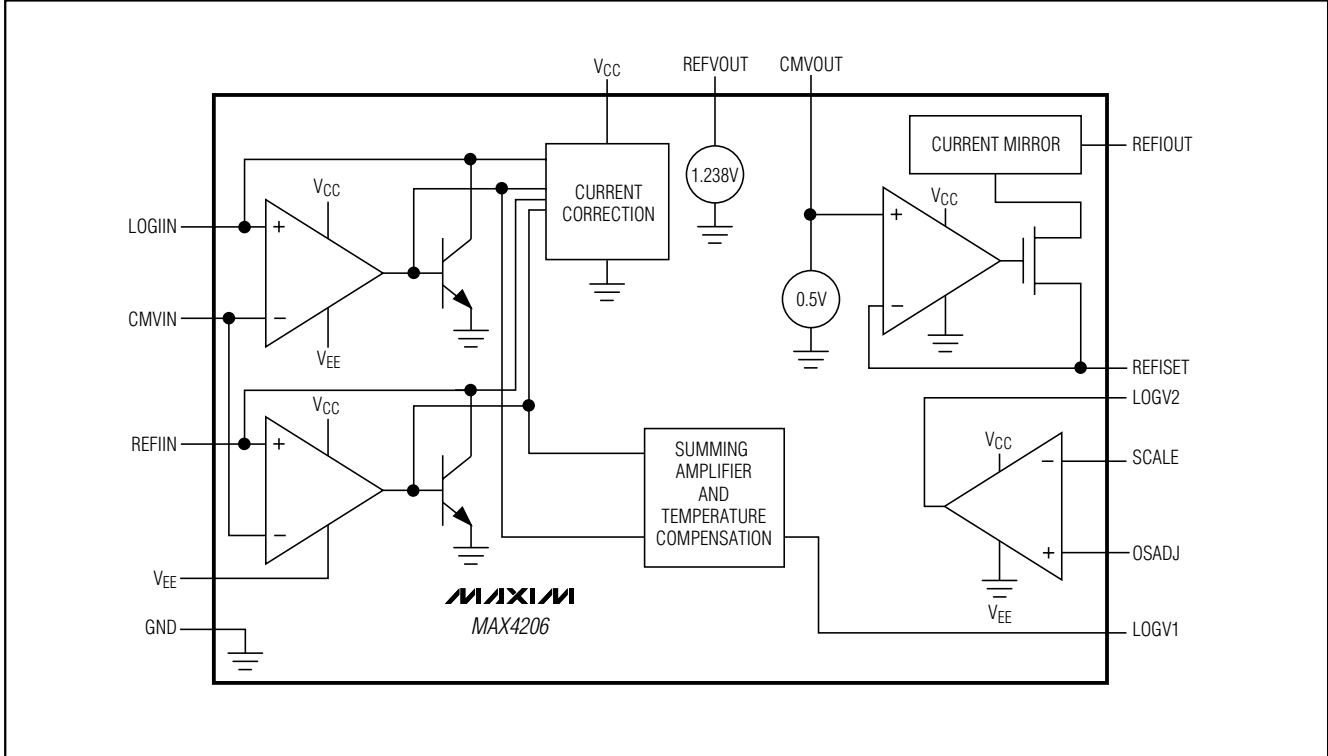 VCC
REFVOUT
CMVOUT
CURRENT MIRROR
REFIOUT
1.238V
CURRENT
CORRECTION
VCC
LOGIIN
+
VCC
+
0.5V
CMVIN
−
−
VEE
REFISET
LOGV2
VCC
REFIIN
+
SUMMING
AMPLIFIER
AND
TEMPERATURE
COMPENSATION
VCC
−
SCALE
−
+
OSADJ
VEE
MAXIM
MAX4206
VEE
GND
LOGV1